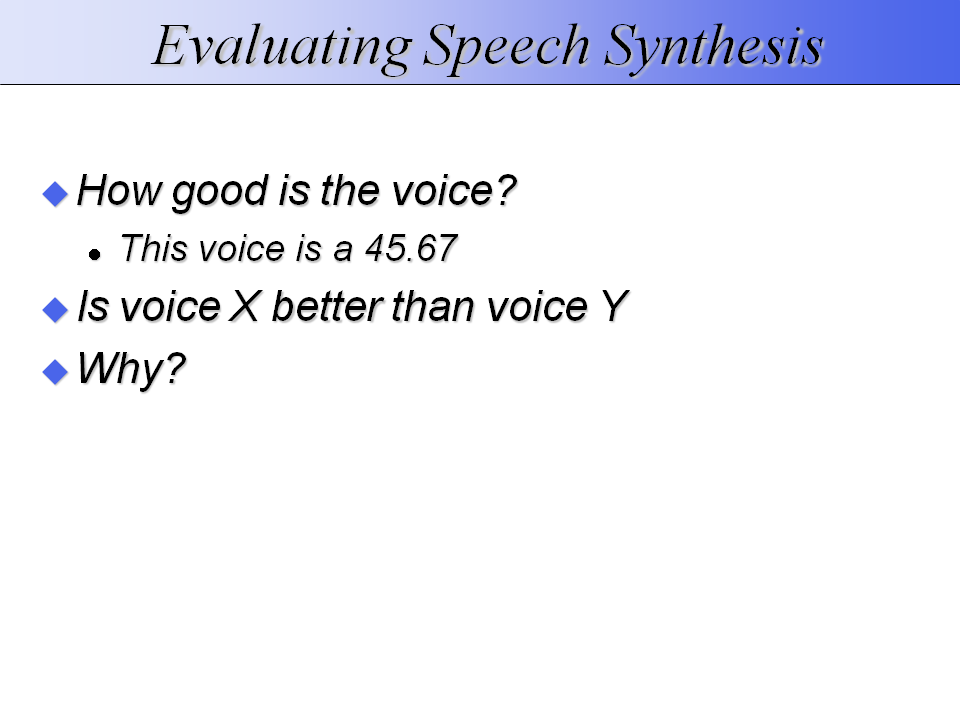 Evaluating Speech Synthesis
How good is the voice?
This voice is a 45.67
Is voice X better than voice Y
Why?